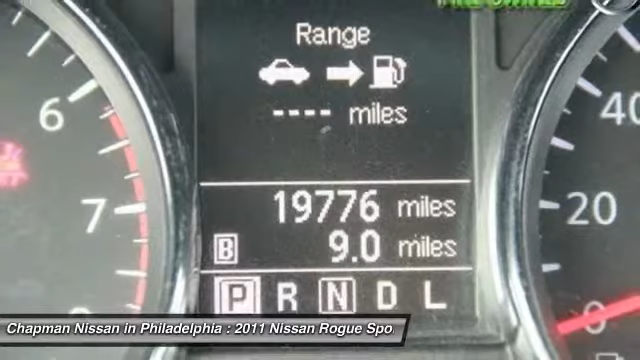 Range
---- miles
19776 miles
B 9.0 miles
P R N D L
6
7
40
20
0
Chapman Nissan in Philadelphia : 2011 Nissan Rogue Spo